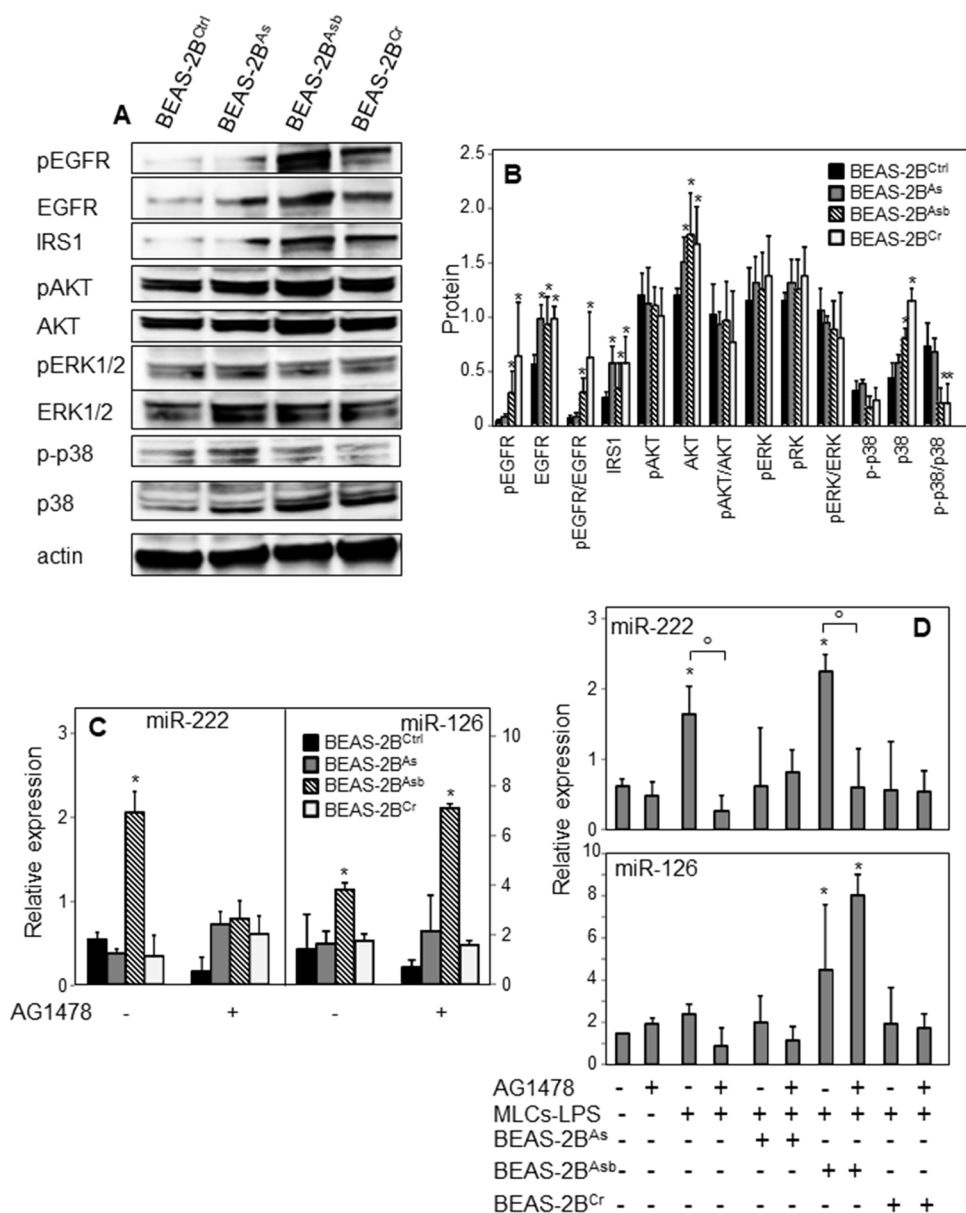 BEAS-2BCtrl
BEAS-2BAs
BEAS-2BAsb
BEAS-2BCr
A
pEGFR
EGFR
IRS1
pAKT
AKT
pERK1/2
ERK1/2
p-p38
p38
actin
B
BEAS-2BCtrl
BEAS-2BAs
BEAS-2BAsb
BEAS-2BCr
Protein
2.5
2.0
1.5
1.0
0.5
0
* * * * * * * * * * * * * * * * **
pEGFR
EGFR
pEGFR/EGFR
IRS1
pAKT
AKT
pAKT/AKT
pERK
pRK
pERK/ERK
p-p38
p38
p-p38/p38
C
miR-222
miR-126
BEAS-2BCtrl
BEAS-2BAs
BEAS-2BAsb
BEAS-2BCr
Relative expression
3
2
1
0
10
8
6
4
2
0
* * *
AG1478 - + - +
D
miR-222
Relative expression
3
2
1
0
* ° * °
miR-126
10
8
6
4
2
0
* *
AG1478 - + - + - + - + - +
MLCs-LPS - - + + + + + + + +
BEAS-2BAs - - - - + + - - - -
BEAS-2BAsb - - - - - - + + - -
BEAS-2BCr - - - - - - - - + +